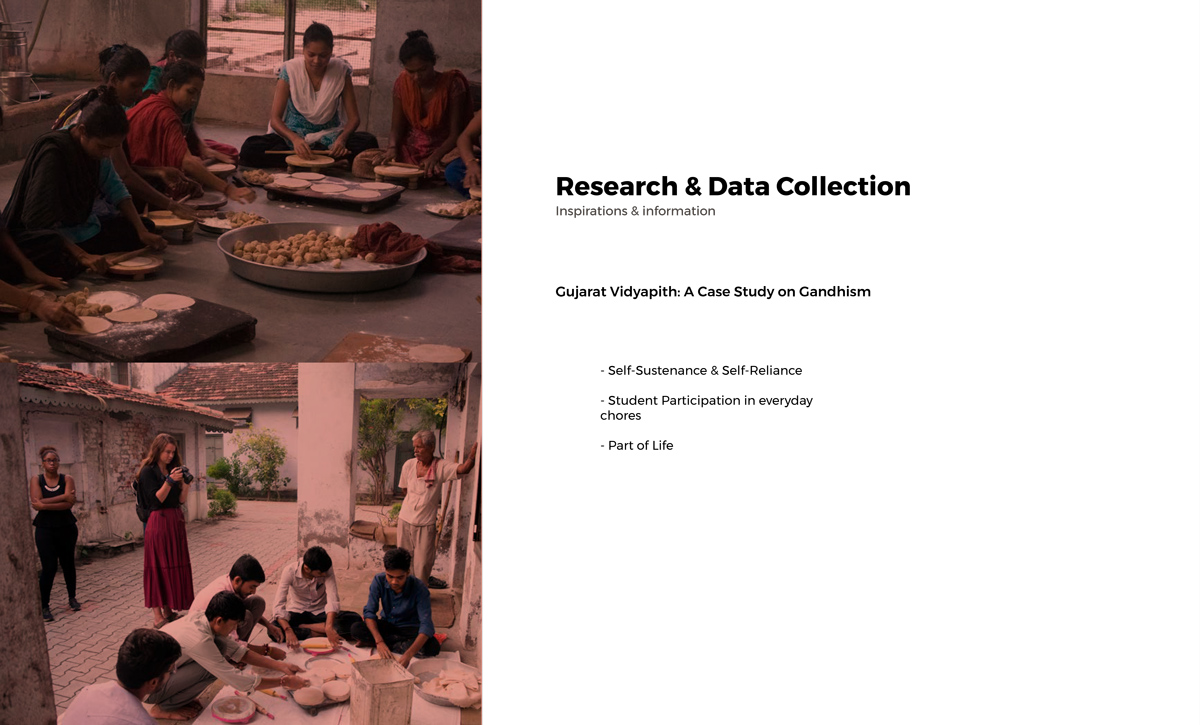 Research & Data Collection
Inspirations & information
Gujarat Vidyapith: A Case Study on Gandhism
- Self-Sustenance & Self-Reliance
- Student Participation in everyday
chores
- Part of Life